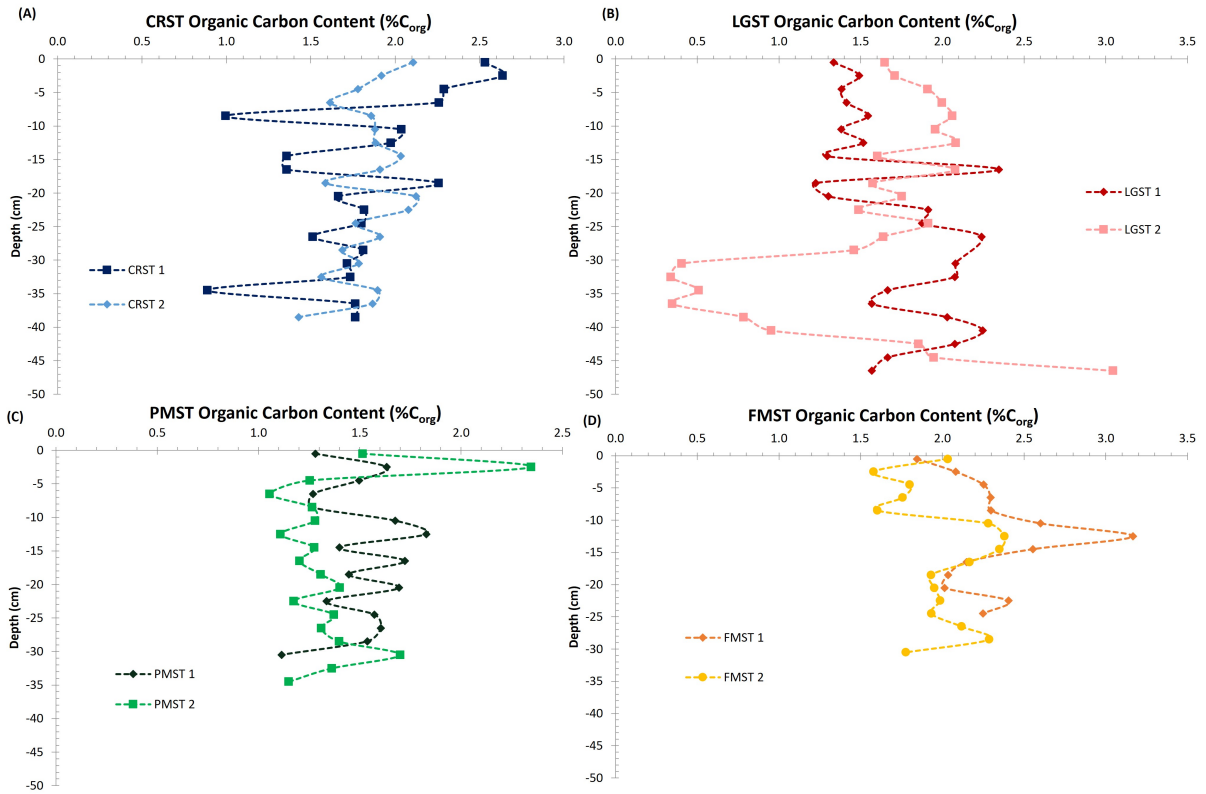 (A)
CRST Organic Carbon Content (%Corg)
0.0 0.5 1.0 1.5 2.0 2.5 3.0
0
-5
-10
-15
-20
-25
-30
-35
-40
-45
-50
Depth (cm)
CRST 1
CRST 2
(B)
LGST Organic Carbon Content (%Corg)
0.0 0.5 1.0 1.5 2.0 2.5 3.0 3.5
0
-5
-10
-15
-20
-25
-30
-35
-40
-45
-50
Depth (cm)
LGST 1
LGST 2
(C)
PMST Organic Carbon Content (%Corg)
0.0 0.5 1.0 1.5 2.0 2.5
0
-5
-10
-15
-20
-25
-30
-35
-40
-45
-50
Depth (cm)
PMST 1
PMST 2
(D)
FMST Organic Carbon Content (%Corg)
0.0 0.5 1.0 1.5 2.0 2.5 3.0 3.5
0
-5
-10
-15
-20
-25
-30
-35
-40
-45
-50
Depth (cm)
FMST 1
FMST 2